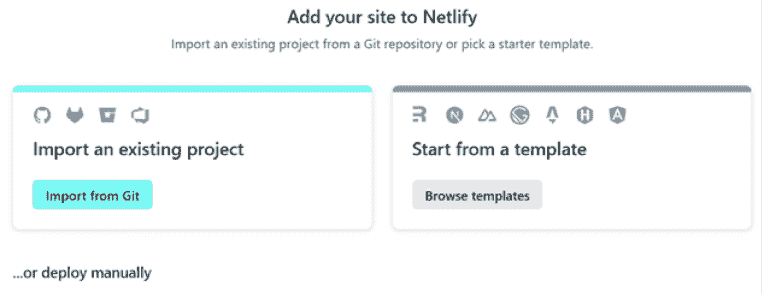 Add your site to Netlify
Import an existing project from a Git repository or pick a starter template.
Import an existing project
Import from Git
Start from a template
Browse templates
...or deploy manually